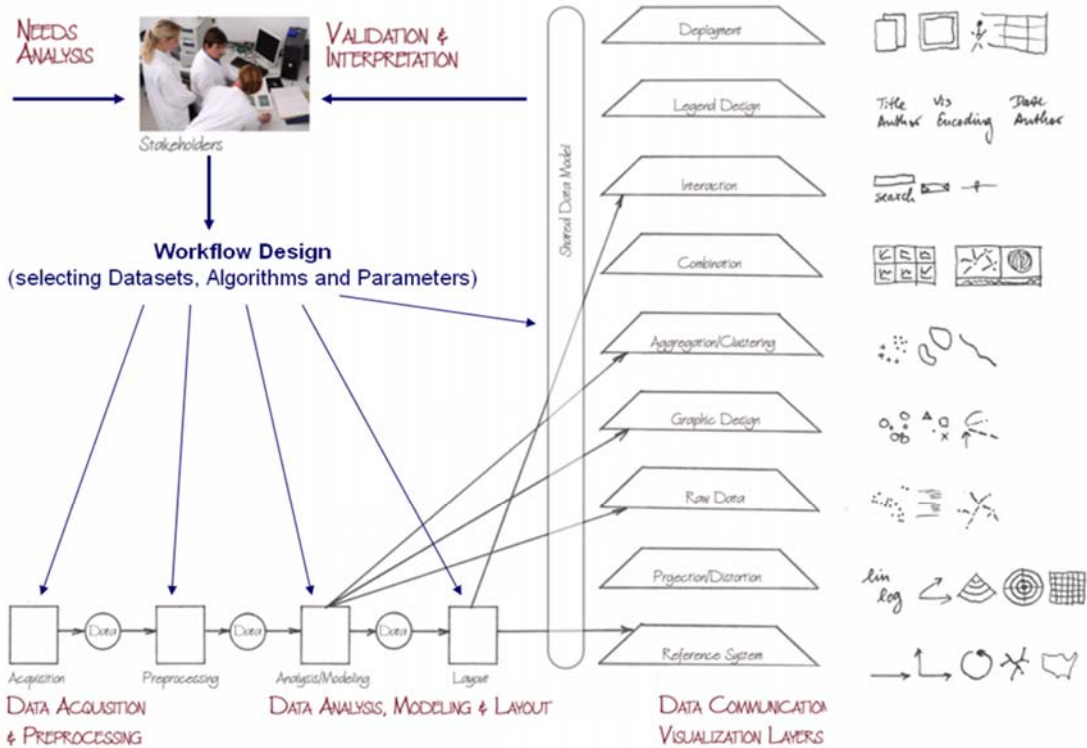 NEEDS
ANALYSIS
VALIDATION &
INTERPRETATION
Stakeholders
Workflow Design
(selecting Datasets, Algorithms and Parameters)
Shared Data Model
Deployment
Legend Design
Interaction
Combination
Aggregation/Clustering
Graphic Design
Raw Data
Projection/Distortion
Reference System
Title Vis Date
Author Encoding Author
search
lin
log
Data
Data
Data
Acquisition
Preprocessing
Analysis/Modeling
Layout
DATA ACQUISITION
& PREPROCESSING
DATA ANALYSIS, MODELING & LAYOUT
DATA COMMUNICATION
VISUALIZATION LAYERS